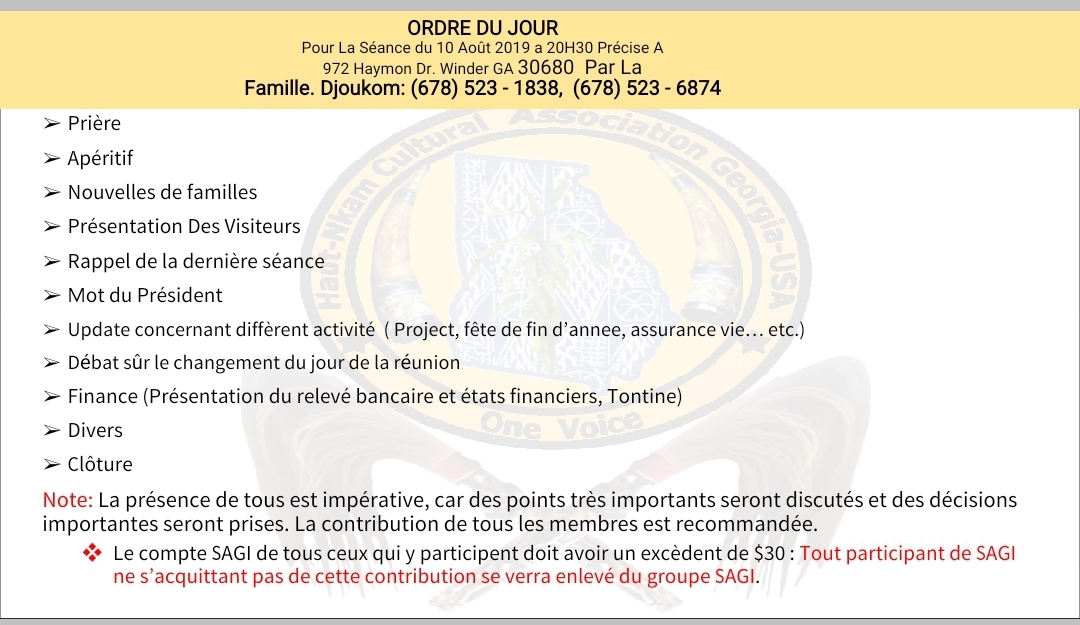 ORDRE DU JOUR
Pour La Séance du 10 Août 2019 a 20H30 Précise A
972 Haymon Dr. Winder GA 30680 Par La
Famille. Djoukom: (678) 523 - 1838, (678) 523 - 6874
➢ Prière
➢ Apéritif
➢ Nouvelles de familles
➢ Présentation Des Visiteurs
➢ Rappel de la dernière séance
➢ Mot du Président
➢ Update concernant diffèrent activité ( Project, fête de fin d’annee, assurance vie… etc.)
➢ Débat sûr le changement du jour de la réunion
➢ Finance (Présentation du relevé bancaire et états financiers, Tontine)
➢ Divers
➢ Clôture
Note: La présence de tous est impérative, car des points très importants seront discutés et des décisions
importantes seront prises. La contribution de tous les membres est recommandée.
❖ Le compte SAGI de tous ceux qui y participent doit avoir un excèdent de $30 : Tout participant de SAGI
ne s’acquittant pas de cette contribution se verra enlevé du groupe SAGI.
Haut-Nkam Cultural Association Georgia-USA
One Voice